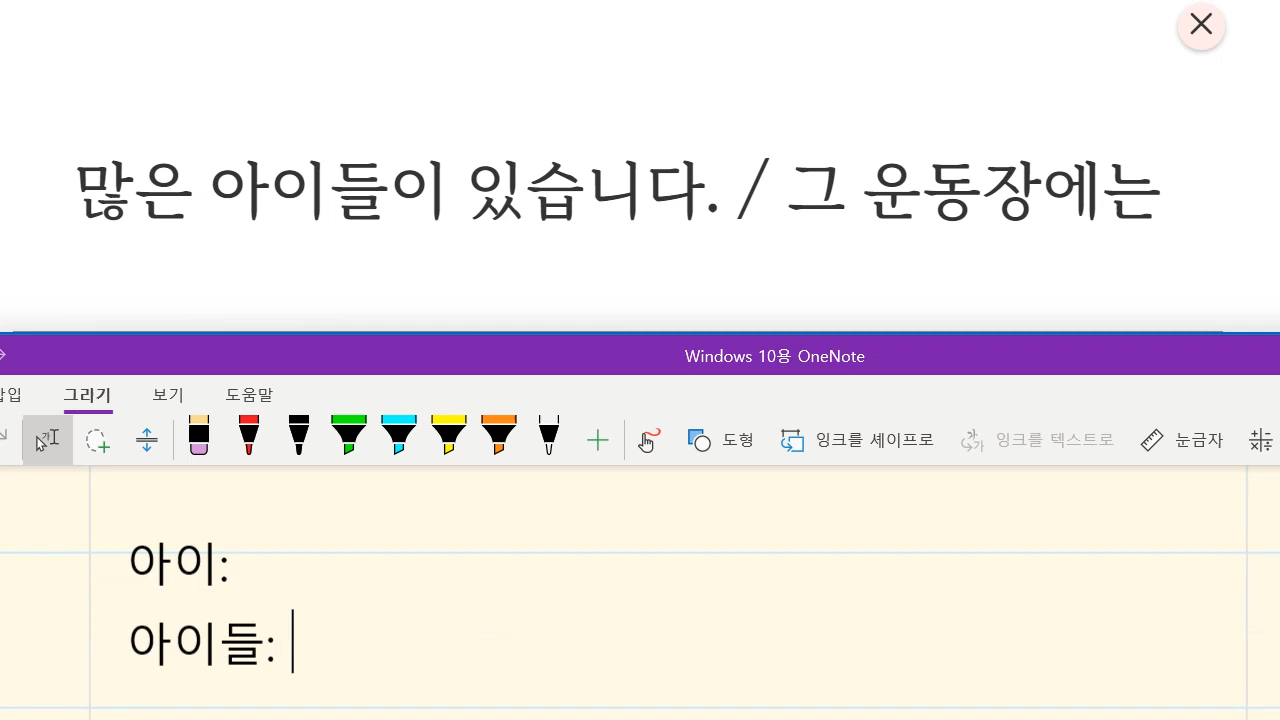 많은 아이들이 있습니다. / 그 운동장에는
Windows 10용 OneNote
삽입 그리기 보기 도움말
도형 잉크를 셰이프로 잉크를 텍스트로 눈금자
아이:
아이들: